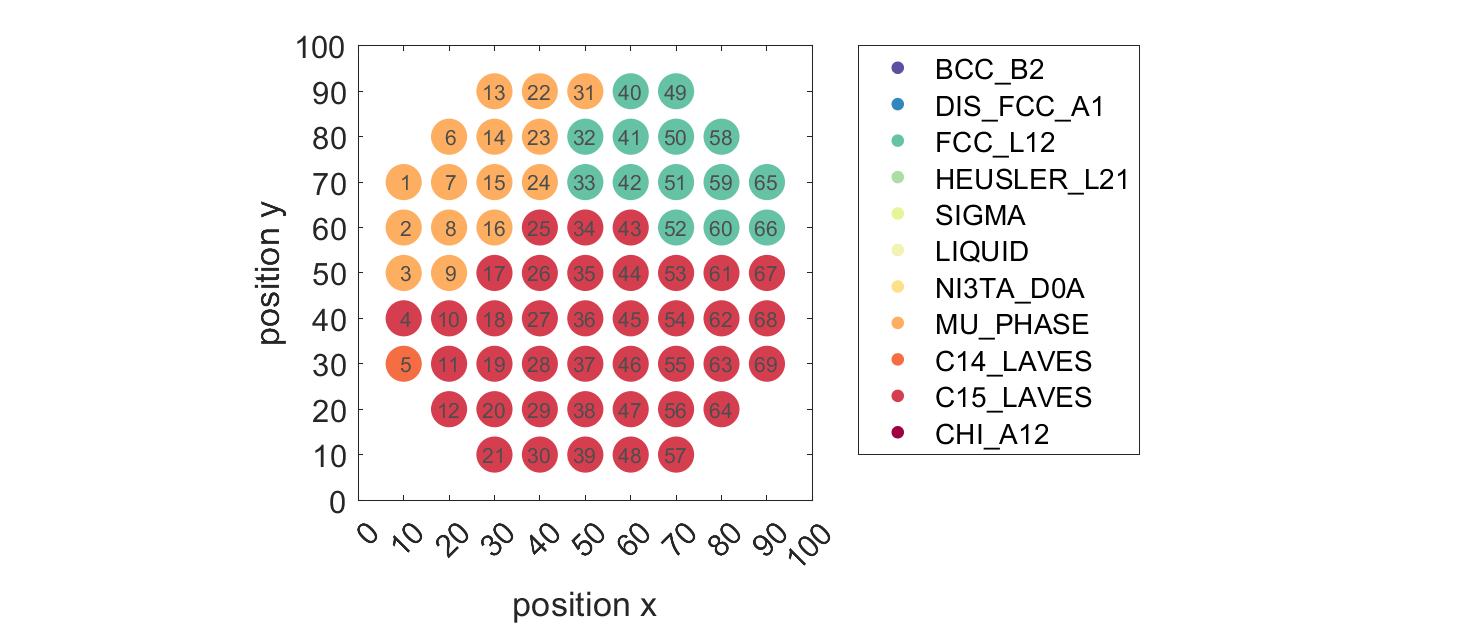 100
90
80
70
60
50
40
30
20
10
0
13 22 31 40 49
6 14 23 32 41 50 58
1 7 15 24 33 42 51 59 65
2 8 16 25 34 43 52 60 66
3 9 17 26 35 44 53 61 67
4 10 18 27 36 45 54 62 68
5 11 19 28 37 46 55 63 69
12 20 29 38 47 56 64
21 30 39 48 57
0 10 20 30 40 50 60 70 80 90 100
position x
position y
BCC_B2
DIS_FCC_A1
FCC_L12
HEUSLER_L21
SIGMA
LIQUID
NI3TA_D0A
MU_PHASE
C14_LAVES
C15_LAVES
CHI_A12